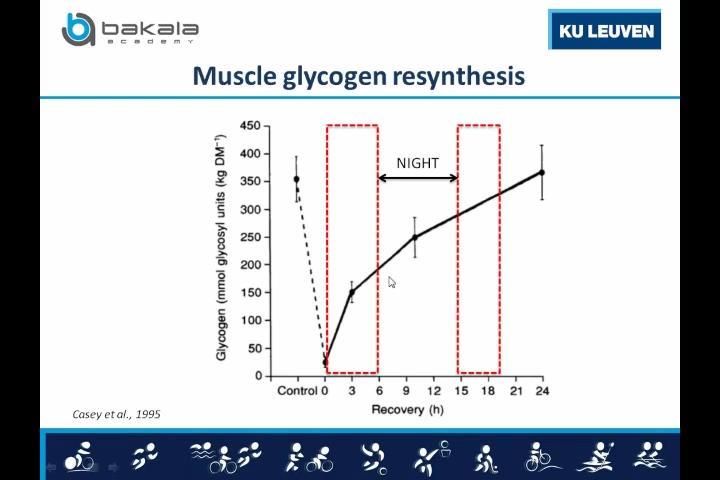 bakala
academy
KU LEUVEN
Muscle glycogen resynthesis
Glycogen (mmol glycosyl units (kg DM⁻¹)
450
400
350
300
250
200
150
100
50
0
NIGHT
Control 0 3 6 9 12 15 18 21 24
Recovery (h)
Casey et al., 1995